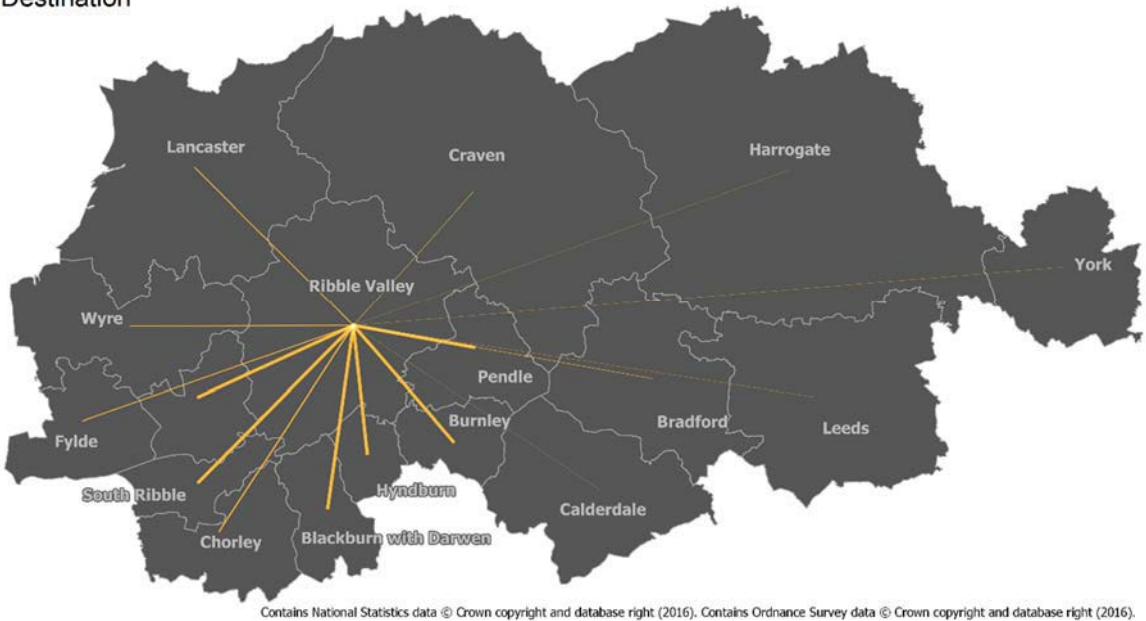 Destination
Lancaster
Craven
Harrogate
York
Ribble Valley
Wyre
Pendle
Burnley
Bradford
Leeds
Fylde
South Ribble
Hyndburn
Calderdale
Chorley
Blackburn with Darwen
Contains National Statistics data © Crown copyright and database right (2016). Contains Ordnance Survey data © Crown copyright and database right (2016).